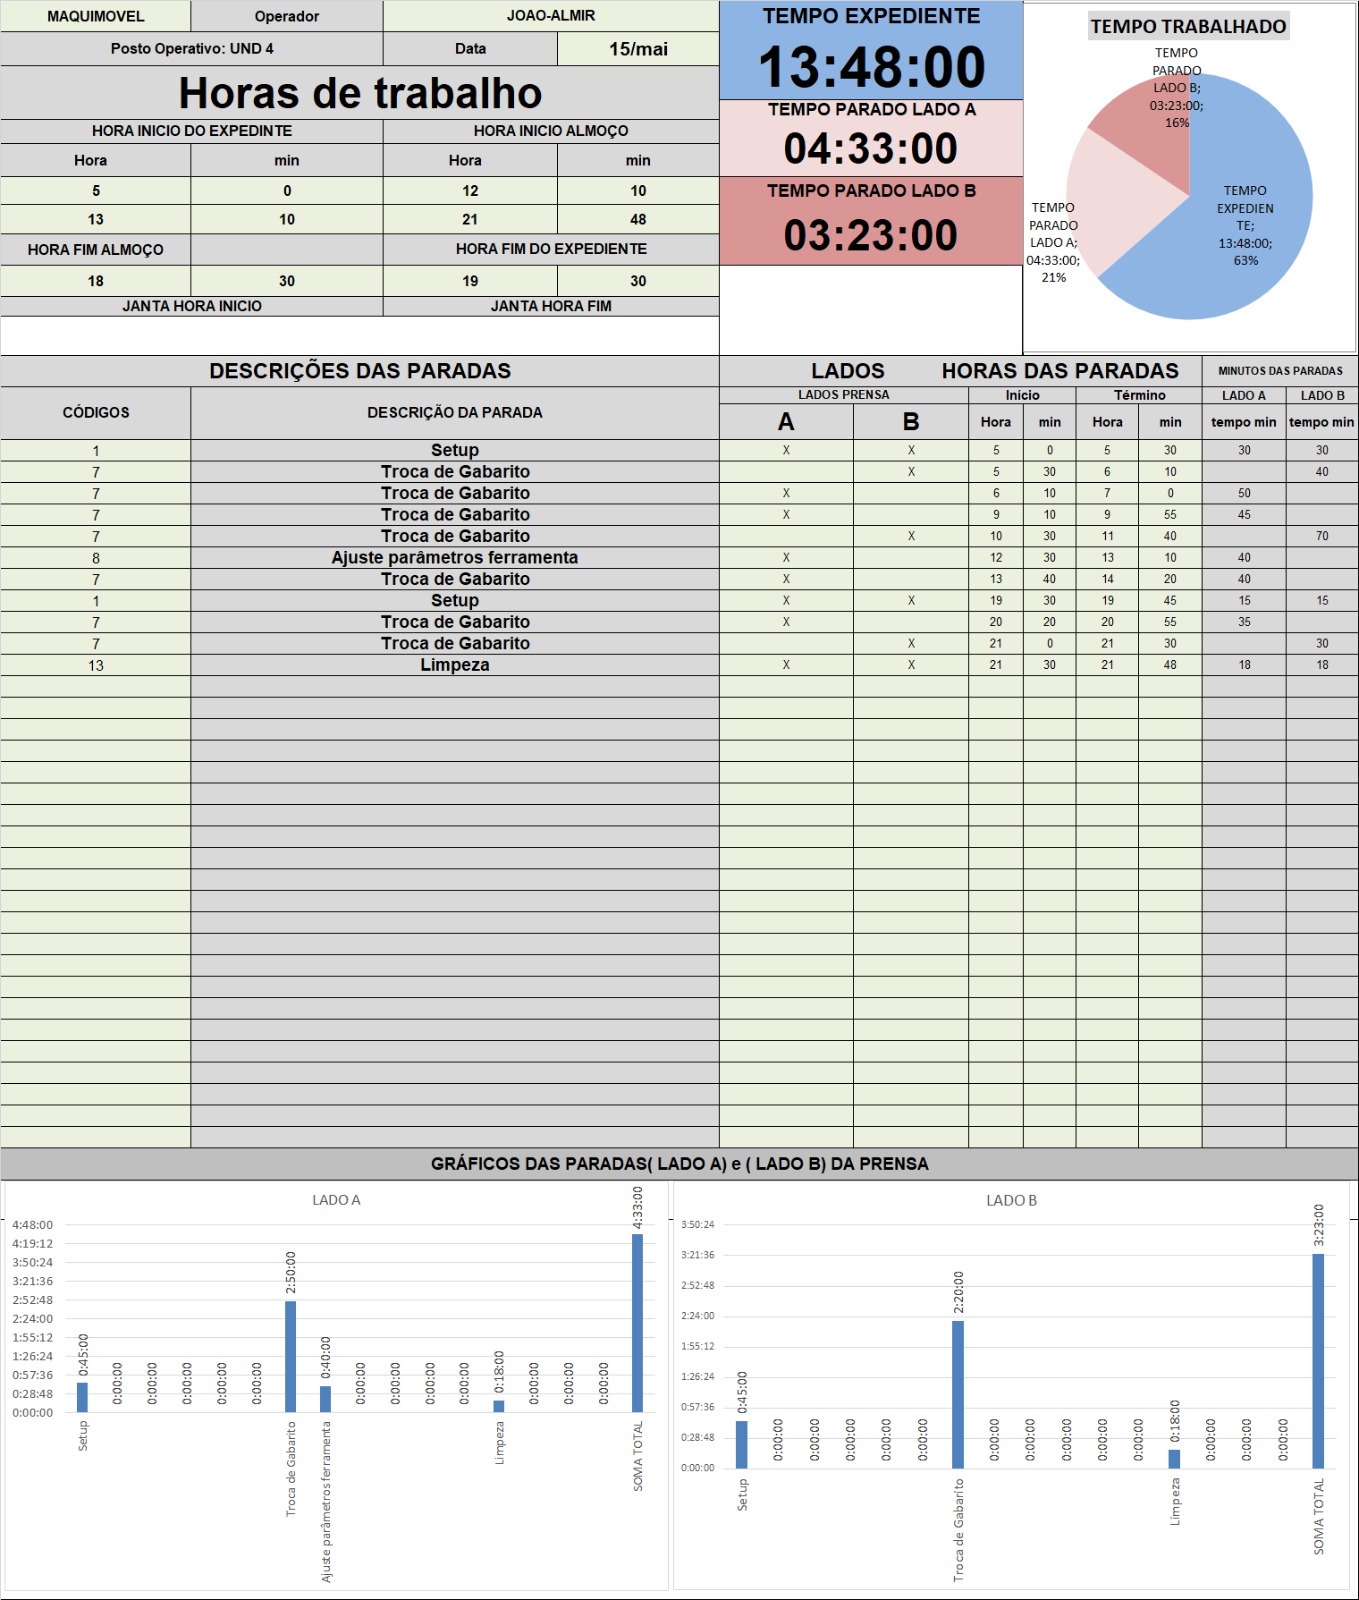 MAQUIMOVEL Operador JOAO-ALMIR
Posto Operativo: UND 4 Data 15/mai
Horas de trabalho
HORA INICIO DO EXPEDINTE HORA INICIO ALMOÇO
Hora min Hora min
5 0 12 10
13 10 21 48
HORA FIM ALMOÇO HORA FIM DO EXPEDIENTE
18 30 19 30
JANTA HORA INICIO JANTA HORA FIM
TEMPO EXPEDIENTE
13:48:00
TEMPO PARADO LADO A
04:33:00
TEMPO PARADO LADO B
03:23:00
TEMPO TRABALHADO
TEMPO
PARADO
LADO B;
03:23:00;
16%
TEMPO
EXPEDIEN
TE;
13:48:00;
63%
TEMPO
PARADO
LADO A;
04:33:00;
21%
DESCRIÇÕES DAS PARADAS LADOS HORAS DAS PARADAS MINUTOS DAS PARADAS
CÓDIGOS DESCRIÇÃO DA PARADA LADOS PRENSA Início Término LADO A LADO B
A B Hora min Hora min tempo min tempo min
1 Setup X X 5 0 5 30 30 30
7 Troca de Gabarito X 5 30 6 10 40
7 Troca de Gabarito X 6 10 7 0 50
7 Troca de Gabarito X 9 10 9 55 45
7 Troca de Gabarito X 10 30 11 40 70
8 Ajuste parâmetros ferramenta X 12 30 13 10 40
7 Troca de Gabarito X 13 40 14 20 40
1 Setup X X 19 30 19 45 15 15
7 Troca de Gabarito X 20 20 20 55 35
7 Troca de Gabarito X 21 0 21 30 30
13 Limpeza X X 21 30 21 48 18 18
GRÁFICOS DAS PARADAS( LADO A) e ( LADO B) DA PRENSA
LADO A
4:48:00
4:19:12
3:50:24
3:21:36
2:52:48
2:24:00
1:55:12
1:26:24
0:57:36
0:28:48
0:00:00
0:45:00
0:00:00
0:00:00
0:00:00
0:00:00
0:00:00
2:50:00
0:40:00
0:00:00
0:00:00
0:00:00
0:00:00
0:18:00
0:00:00
0:00:00
0:00:00
4:33:00
Setup
Troca de Gabarito
Ajuste parâmetros ferramenta
Limpeza
SOMA TOTAL
LADO B
3:50:24
3:21:36
2:52:48
2:24:00
1:55:12
1:26:24
0:57:36
0:28:48
0:00:00
0:45:00
0:00:00
0:00:00
0:00:00
0:00:00
0:00:00
2:20:00
0:00:00
0:00:00
0:00:00
0:00:00
0:00:00
0:18:00
0:00:00
0:00:00
0:00:00
3:23:00
Setup
Troca de Gabarito
Limpeza
SOMA TOTAL